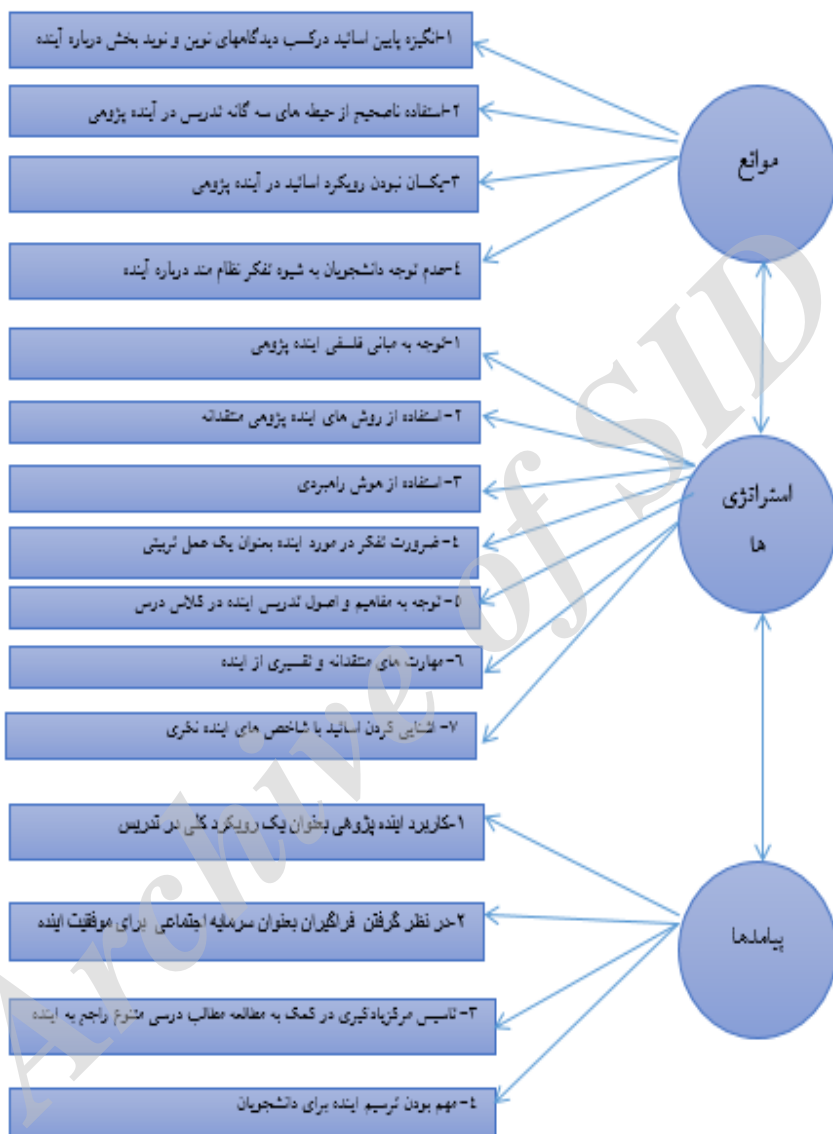 موانع
۱-انگیزه پایین اساتید درکسب دیدگاههای نوین و نوید بخش درباره آینده
۲-استفاده ناصحیح از حیطه های سه گانه تدریس در آینده پژوهی
۳-یکسان نبودن رویکرد اساتید در آینده پژوهی
٤-عدم توجه دانشجویان به شیوه تفکر نظام مند درباره آینده
استراتژی
ها
۱-توجه به مبانی فلسفی اینده پژوهی
۲- استفاده از روش های اینده پژوهی منتقدانه
۳- استفاده از هوش راهبردی
٤- ضرورت تفکر در مورد اینده بعنوان یک عمل تربیتی
٥- توجه به مفاهیم و اصول تدریس اینده در کلاس درس
٦- مهارت های منتقدانه و تفسیری از اینده
۷- اشنایی کردن اساتید با شاخص های اینده نگری
پیامدها
۱-کاربرد اینده پژوهی بعنوان یک رویکرد کلی در تدریس
۲-در نظر گرفتن فراگیران بعنوان سرمایه اجتماعی برای موفقیت اینده
۳- تاسیس مرکزیادگیری در کمک به مطالعه مطالب درسی متنوع راجم به اینده
٤- مهم بودن ترسیم اینده برای دانشجویان
Archive of SID